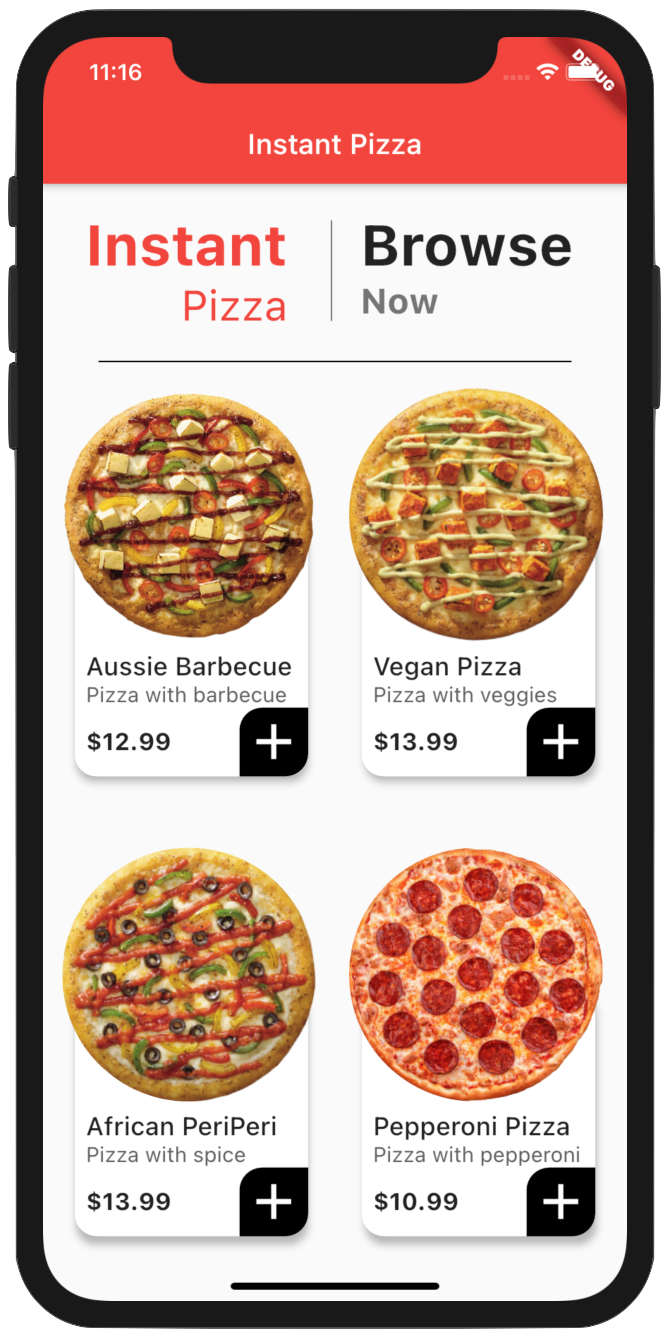 11:16
DEBUG
Instant Pizza
Instant
Pizza
Browse
Now
Aussie Barbecue
Pizza with barbecue
$12.99
Vegan Pizza
Pizza with veggies
$13.99
African PeriPeri
Pizza with spice
$13.99
Pepperoni Pizza
Pizza with pepperoni
$10.99